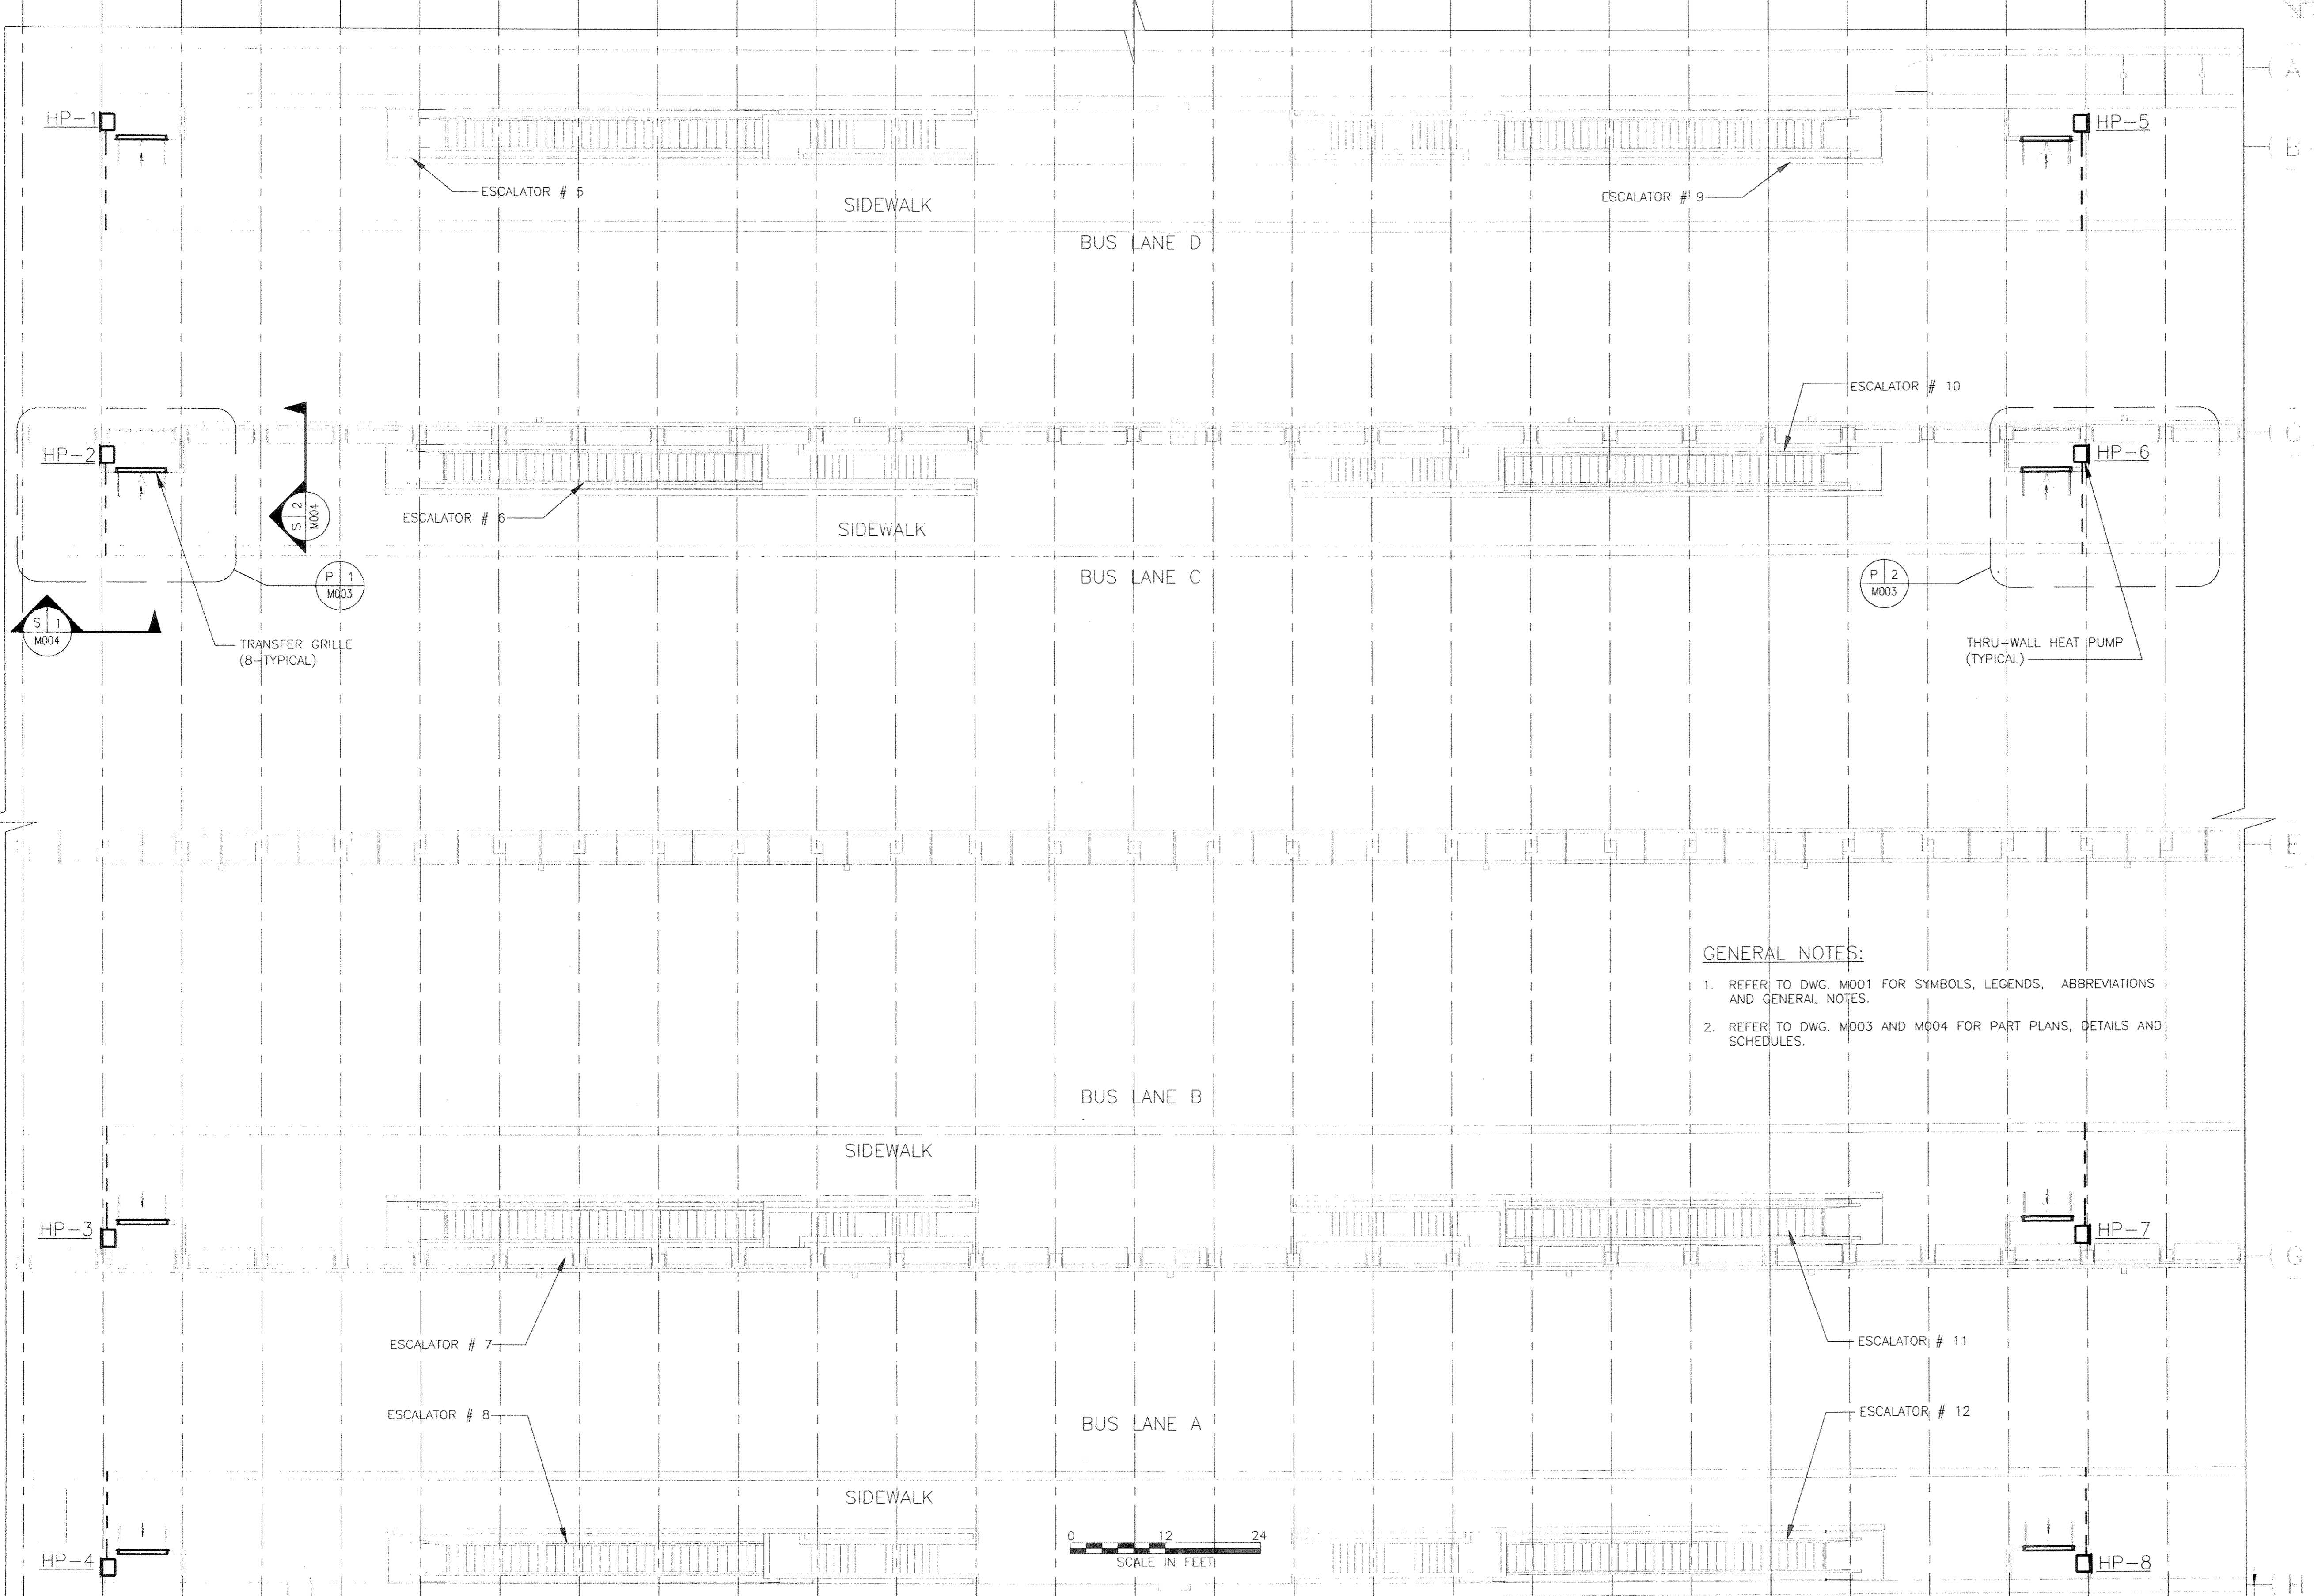 A
HP-1
HP-5
B
ESCALATOR # 5
ESCALATOR # 9
SIDEWALK
BUS LANE D
ESCALATOR # 10
C
HP-2
HP-6
S 2
M004
ESCALATOR # 6
SIDEWALK
BUS LANE C
P 1
M003
P 2
M003
S 1
M004
TRANSFER GRILLE
(8-TYPICAL)
THRU-WALL HEAT PUMP
(TYPICAL)
E
GENERAL NOTES:
1. REFER TO DWG. M001 FOR SYMBOLS, LEGENDS, ABBREVIATIONS
AND GENERAL NOTES.
2. REFER TO DWG. M003 AND M004 FOR PART PLANS, DETAILS AND
SCHEDULES.
BUS LANE B
SIDEWALK
HP-3
HP-7
G
ESCALATOR # 7
ESCALATOR # 11
ESCALATOR # 8
ESCALATOR # 12
BUS LANE A
SIDEWALK
0 12 24
SCALE IN FEET
HP-4
HP-8
H